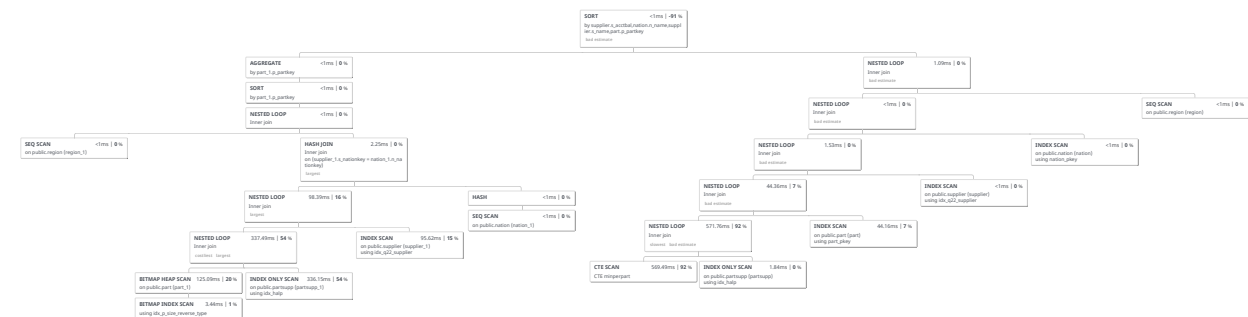 SORT <1ms | -91 %
by supplier.s_acctbal,nation.n_name,suppl
ier.s_name,part.p_partkey
bad estimate
AGGREGATE <1ms | 0 %
by part_1.p_partkey
NESTED LOOP 1.09ms | 0 %
Inner join
bad estimate
SORT <1ms | 0 %
by part_1.p_partkey
NESTED LOOP <1ms | 0 %
Inner join
bad estimate
SEQ SCAN <1ms | 0 %
on public.region (region)
NESTED LOOP <1ms | 0 %
Inner join
SEQ SCAN <1ms | 0 %
on public.region (region_1)
HASH JOIN 2.25ms | 0 %
Inner join
on (supplier_1.s_nationkey = nation_1.n_na
tionkey)
largest
NESTED LOOP 1.53ms | 0 %
Inner join
bad estimate
INDEX SCAN <1ms | 0 %
on public.nation (nation)
using nation_pkey
NESTED LOOP 98.39ms | 16 %
Inner join
largest
HASH <1ms | 0 %
NESTED LOOP 44.36ms | 7 %
Inner join
bad estimate
INDEX SCAN <1ms | 0 %
on public.supplier (supplier)
using idx_q22_supplier
SEQ SCAN <1ms | 0 %
on public.nation (nation_1)
NESTED LOOP 337.49ms | 54 %
Inner join
costliest largest
INDEX SCAN 95.62ms | 15 %
on public.supplier (supplier_1)
using idx_q22_supplier
NESTED LOOP 571.76ms | 92 %
Inner join
slowest bad estimate
INDEX SCAN 44.16ms | 7 %
on public.part (part)
using part_pkey
BITMAP HEAP SCAN 125.09ms | 20 %
on public.part (part_1)
INDEX ONLY SCAN 336.15ms | 54 %
on public.partsupp (partsupp_1)
using idx_halp
CTE SCAN 569.49ms | 92 %
CTE minperpart
INDEX ONLY SCAN 1.84ms | 0 %
on public.partsupp (partsupp)
using idx_halp
BITMAP INDEX SCAN 3.44ms | 1 %
using idx_p_size_reverse_type